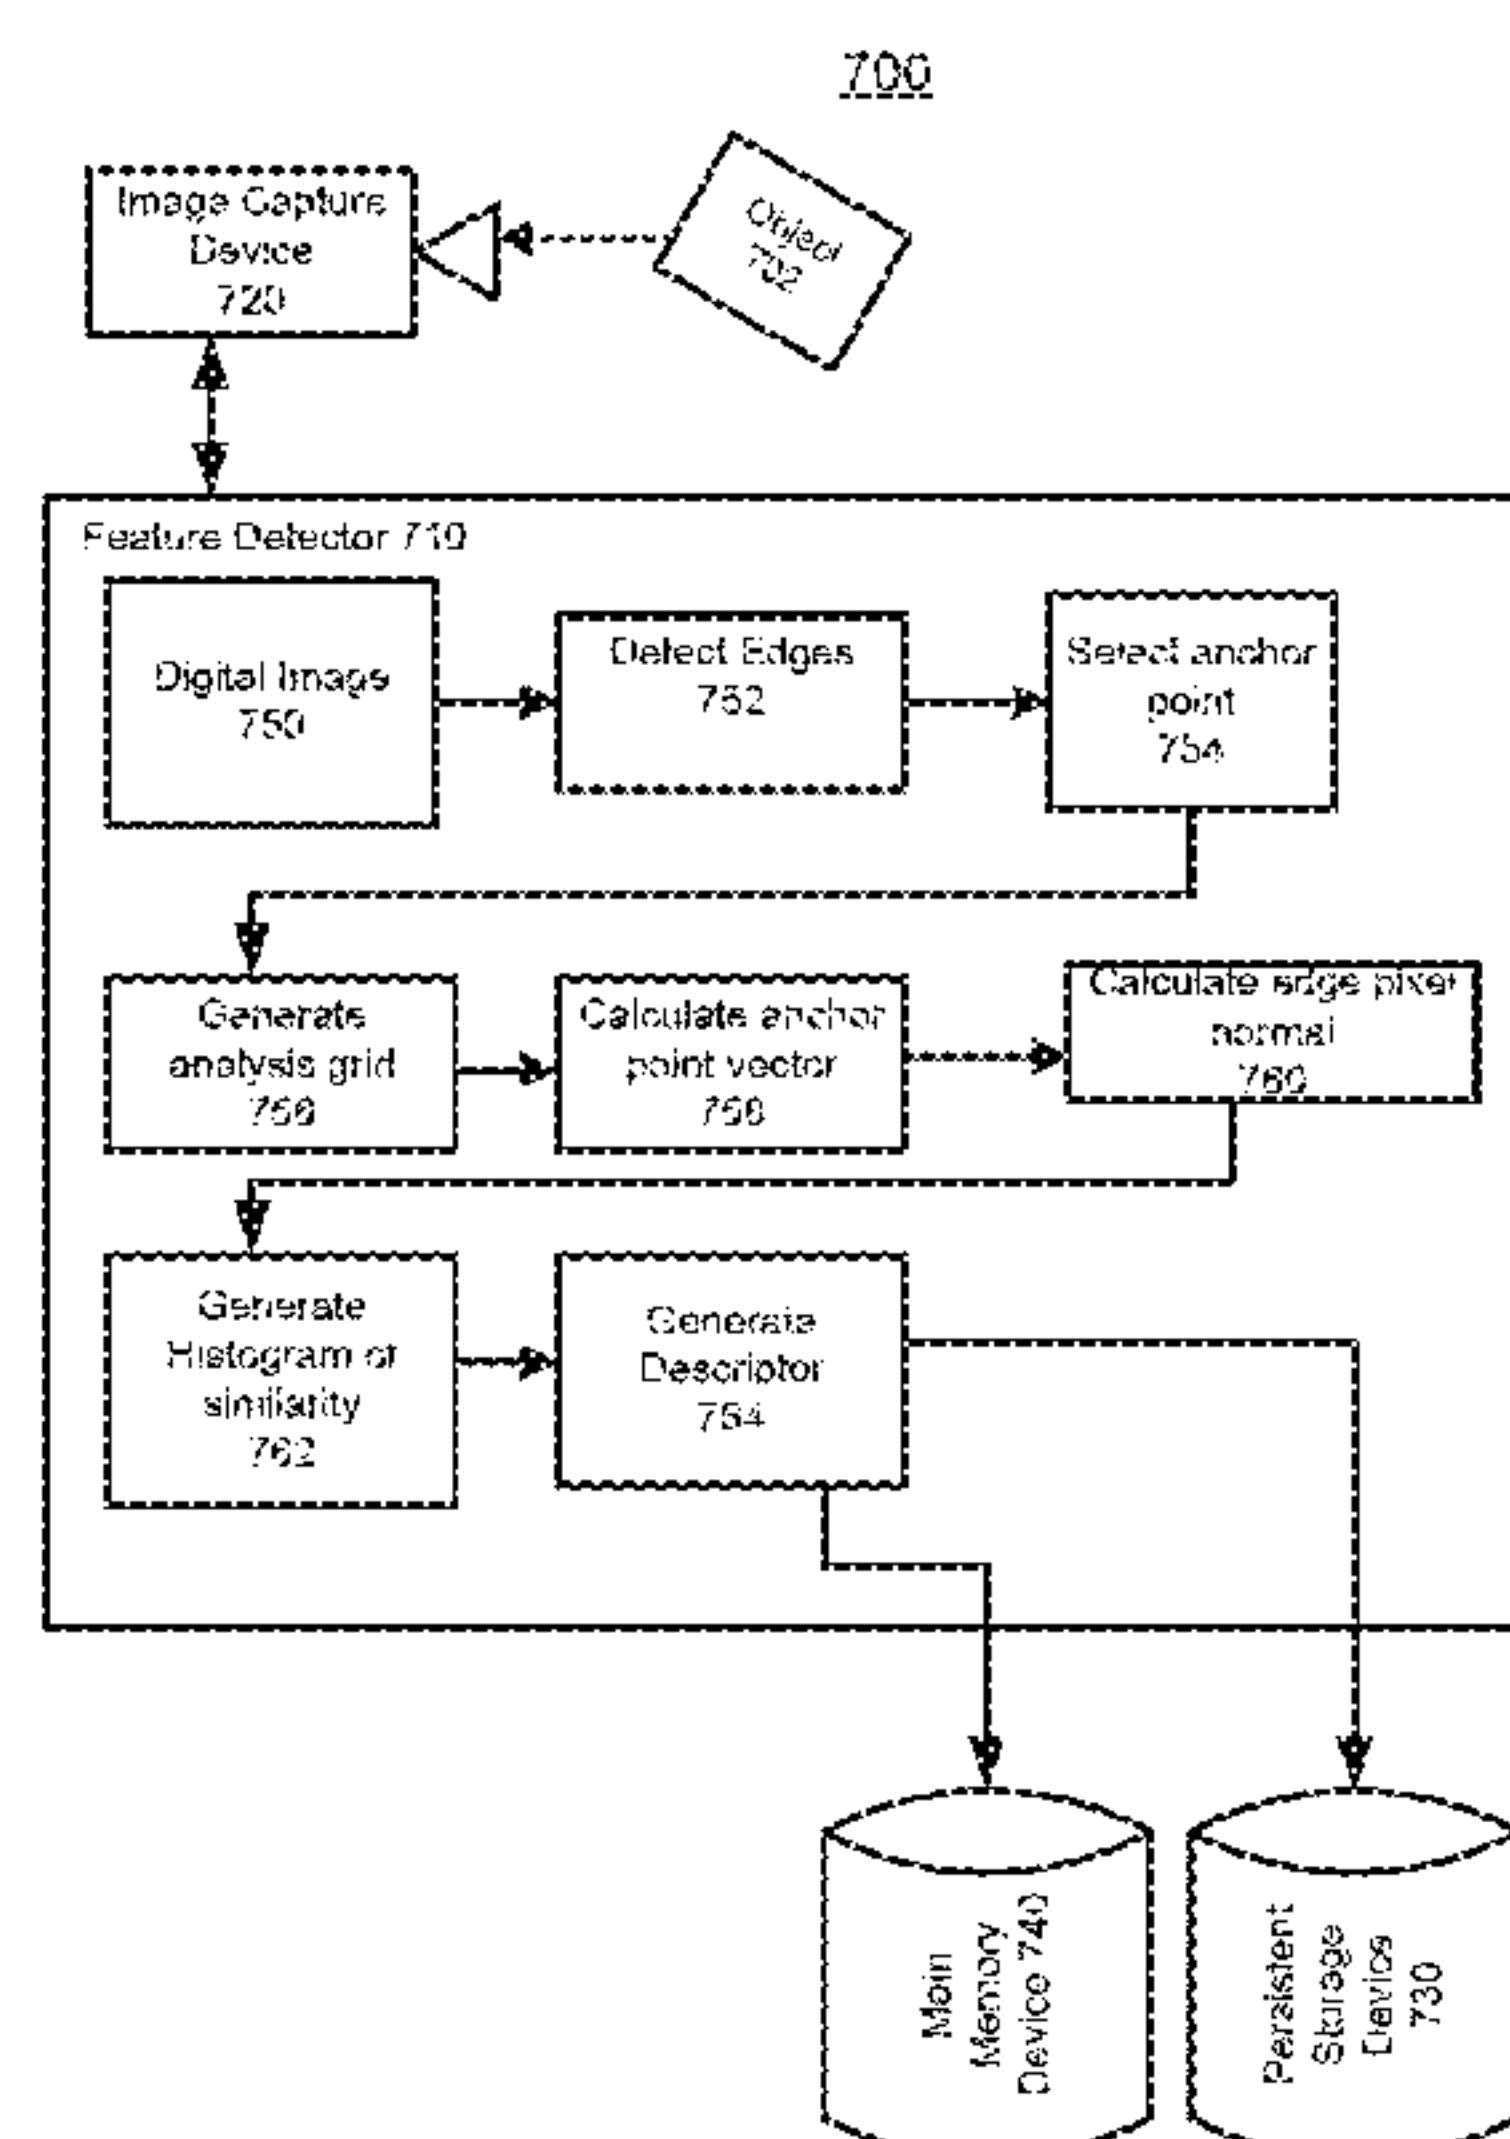 700
Image Capture
Device
720
Object
702
Feature Detector 710
Digital Image
750
Detect Edges
752
Select anchor
point
754
Generate
analysis grid
756
Calculate anchor
point vector
758
Calculate edge pixel
normal
760
Generate
Histogram of
similarity
762
Generate
Descriptor
764
Main
Memory
Device 740
Persistent
Storage
Device
730